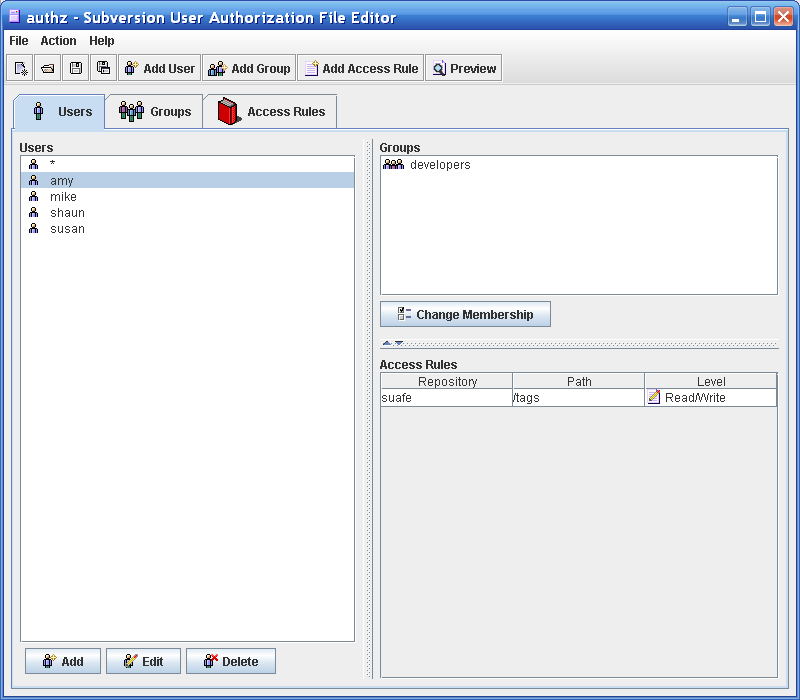 authz - Subversion User Authorization File Editor
File Action Help
Add User Add Group Add Access Rule Preview
Users Groups Access Rules
Users
*
amy
mike
shaun
susan
Add Edit Delete
Groups
developers
Change Membership
Access Rules
Repository Path Level
suafe /tags Read/Write